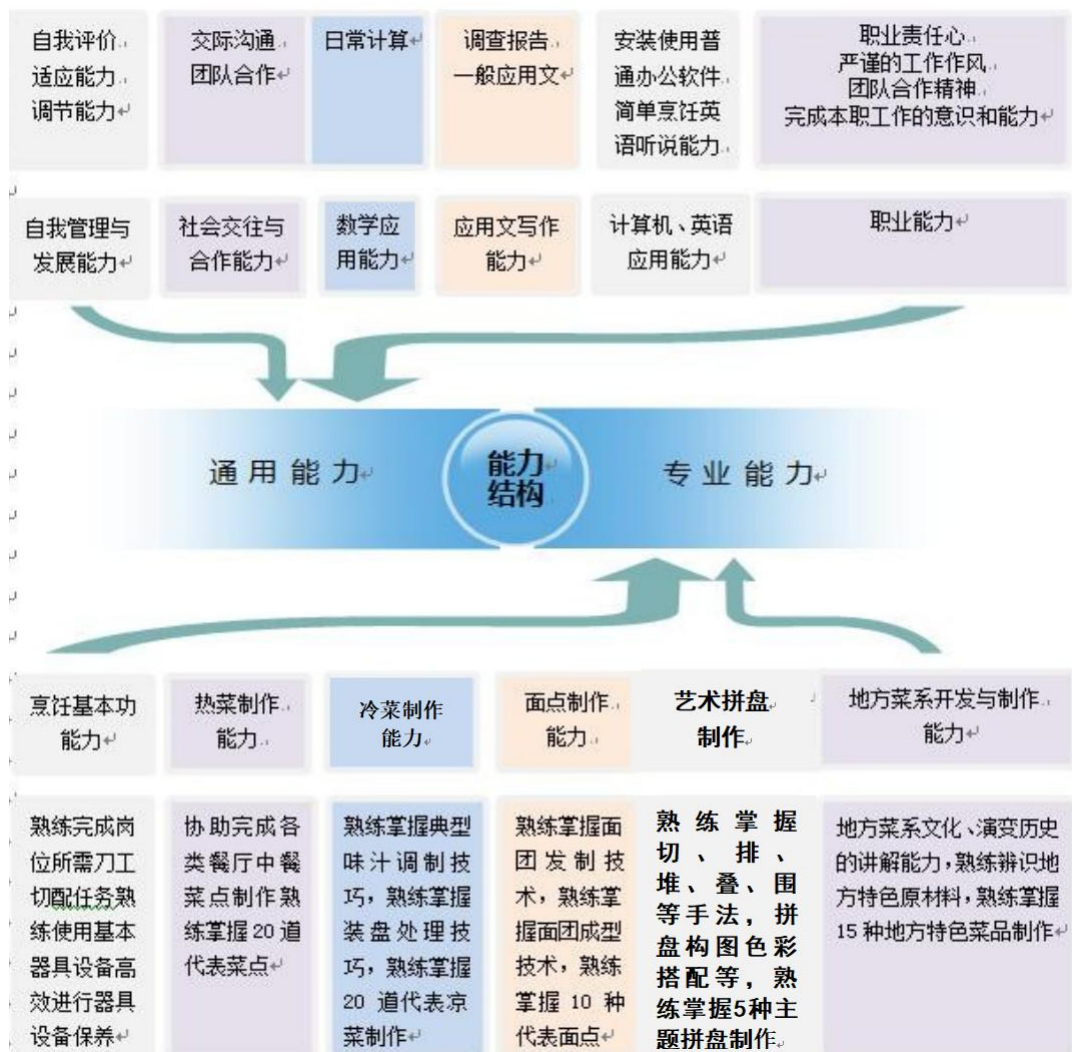 自我评价
适应能力
调节能力
交际沟通
团队合作
日常计算
调查报告
一般应用文
安装使用普
通办公软件
简单烹饪英
语听说能力
职业责任心
严谨的工作作风
团队合作精神
完成本职工作的意识和能力
自我管理与
发展能力
社会交往与
合作能力
数学应
用能力
应用文写作
能力
计算机、英语
应用能力
职业能力
通用能力
能力
结构
专业能力
烹饪基本功
能力
热菜制作
能力
冷菜制作
能力
面点制作
能力
艺术拼盘
制作
地方菜系开发与制作
能力
熟练完成岗
位所需刀工
切配任务熟
练使用基本
器具设备高
效进行器具
设备保养
协助完成各
类餐厅中餐
菜点制作熟
练掌握20道
代表菜点
熟练掌握典型
味汁调制技
巧，熟练掌握
装盘处理技
巧，熟练掌握
20 道代表凉
菜制作
熟练掌握面
团发制技
术，熟练掌
握面团成型
技术，熟练
掌握 10 种
代表面点
熟练掌握
切、排、
堆、叠、围
等手法，拼
盘构图色彩
搭配等，熟
练掌握5种主
题拼盘制作
地方菜系文化、演变历史
的讲解能力，熟练辨识地
方特色原材料，熟练掌握
15 种地方特色菜品制作